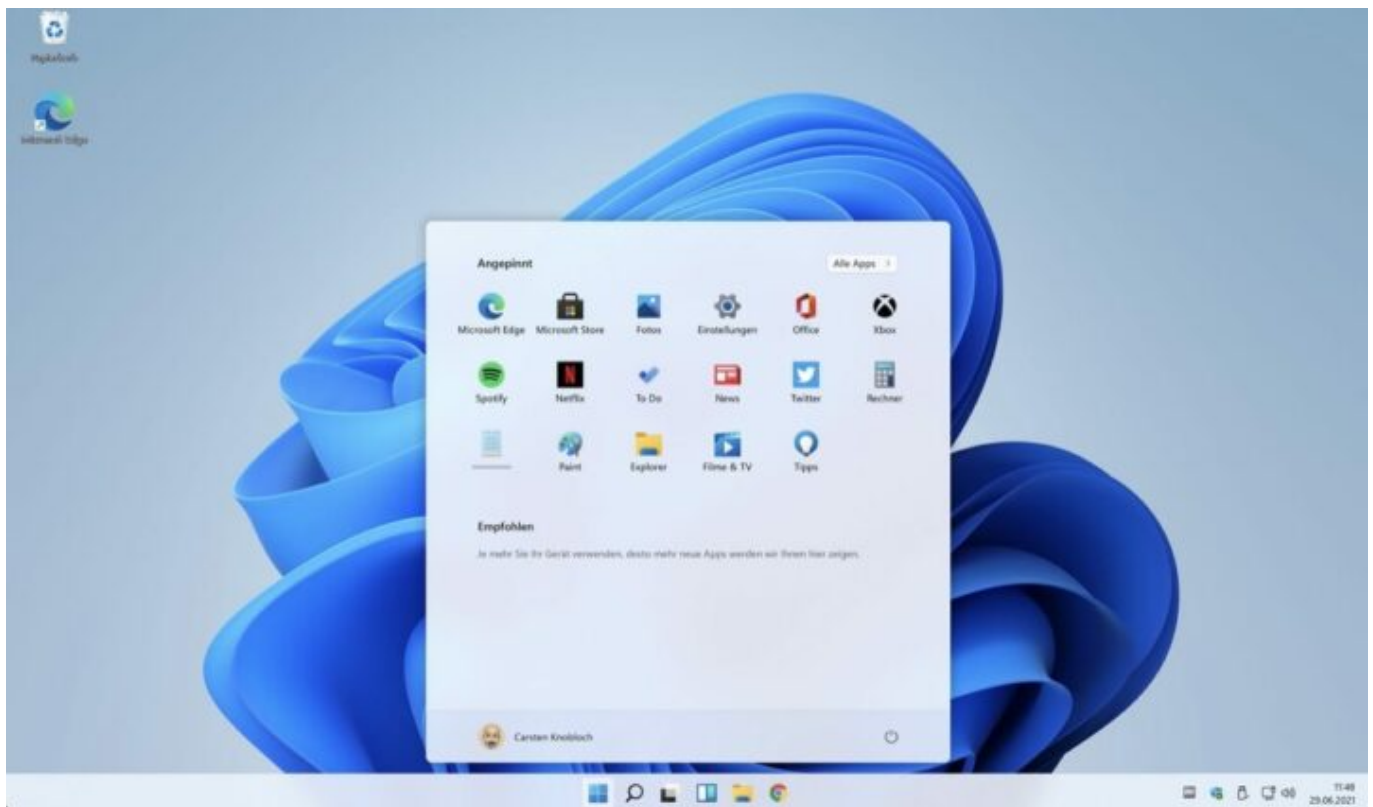 Microsoft Edge
Angepinnt
Alle Apps
Microsoft Edge Microsoft Store Fotos Einstellungen Office Xbox
Spotify Netflix To Do News Twitter Rechner
Paint Explorer Filme & TV Tipps
Empfohlen
Je mehr Sie Ihr Gerät verwenden, desto mehr neue Apps werden wir Ihnen hier zeigen.
Carsten Knobloch
11:48
29.06.2021